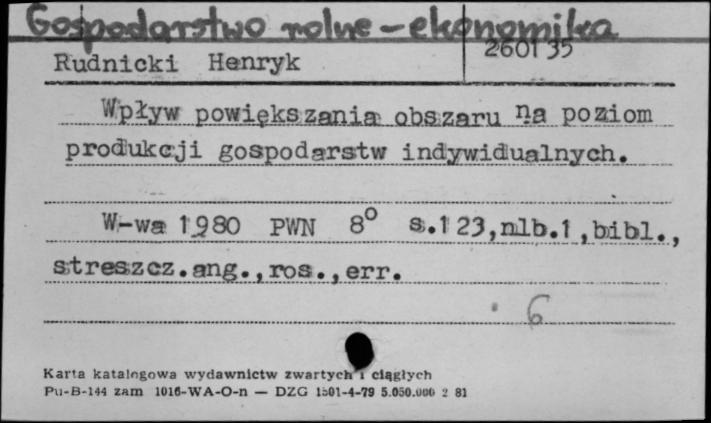 Gospodarstwo rolne - ekonomika
260135
Rudnicki Henryk
Wpływ powiększania obszaru na poziom
produkcji gospodarstw indywidualnych.
W-wa 1980 PWN 8° s.123,nlb.1,bibl.,
streszcz.ang.,ros.,err.
6
Karta katalogowa wydawnictw zwartych i ciągłych
Pu-B-144 zam 1016-WA-O-n — DZG 1501-4-79 5.050.000 2 81